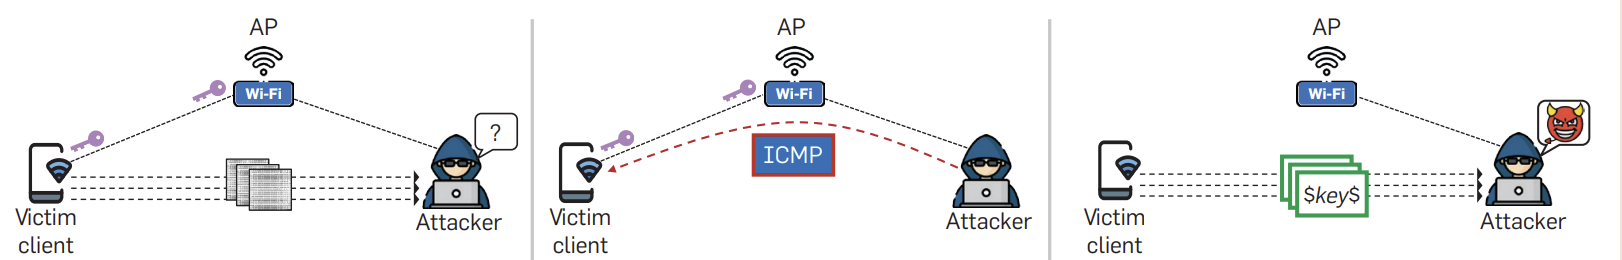 AP
Wi-Fi
?
Victim
client
Attacker
AP
Wi-Fi
ICMP
Victim
client
Attacker
AP
Wi-Fi
$key$
Victim
client
Attacker